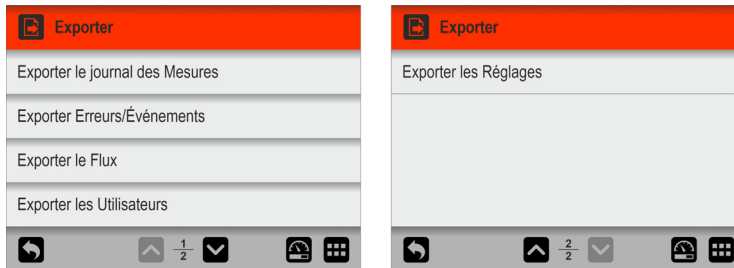 Exporter
Exporter le journal des Mesures
Exporter Erreurs/Événements
Exporter le Flux
Exporter les Utilisateurs
1
2
Exporter
Exporter les Réglages
2
2